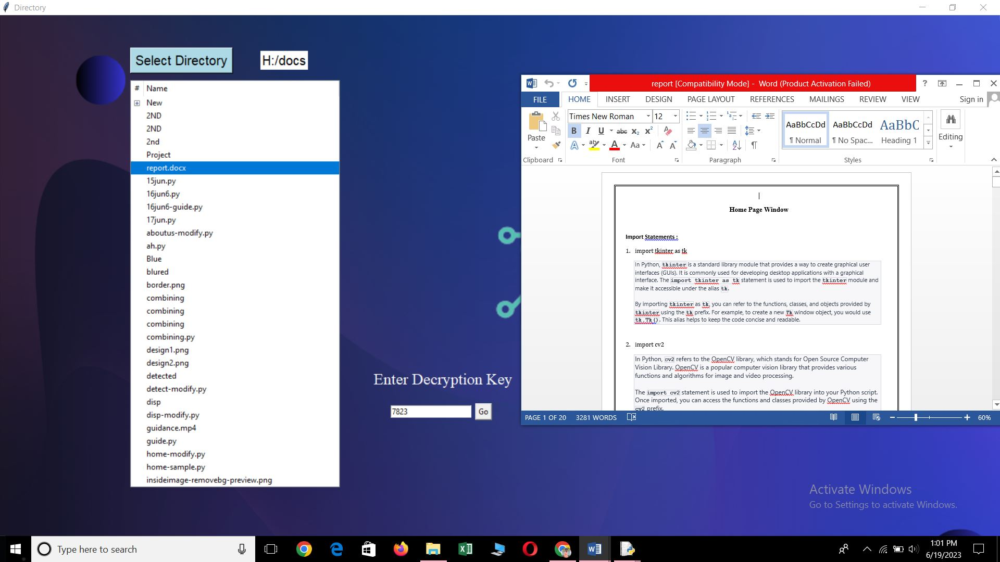 Directory
Select Directory
H:/docs
# Name
New
2ND
2ND
2nd
Project
report.docx
15jun.py
16jun6.py
16jun6-guide.py
17jun.py
aboutus-modify.py
ah.py
Blue
blured
border.png
combining
combining
combining
combining.py
design1.png
design2.png
detected
detect-modify.py
disp
disp-modify.py
guidance.mp4
guide.py
home-modify.py
home-sample.py
insideimage-removebg-preview.png
Enter Decryption Key
7823
Go
report [Compatibility Mode] - Word (Product Activation Failed)
?
FILE HOME INSERT DESIGN PAGE LAYOUT REFERENCES MAILINGS REVIEW VIEW Sign in
Paste
Clipboard
Times New Roman 12
B I U abc X₂ X²
A ab A Aa A A
Font
Paragraph
AaBbCcDd AaBbCcDd AaBbC
¶ Normal ¶ No Spac... Heading 1
Styles
Editing
Home Page Window
Import Statements :
1. import tkinter as tk
In Python, tkinter is a standard library module that provides a way to create graphical user
interfaces (GUIs). It is commonly used for developing desktop applications with a graphical
interface. The import tkinter as tk statement is used to import the tkinter module and
make it accessible under the alias tk.
By importing tkinter as tk, you can refer to the functions, classes, and objects provided by
tkinter using the tk prefix. For example, to create a new Tk window object, you would use
tk.Tk(). This alias helps to keep the code concise and readable.
2. import cv2
In Python, cv2 refers to the OpenCV library, which stands for Open Source Computer
Vision Library. OpenCV is a popular computer vision library that provides various
functions and algorithms for image and video processing.
The import cv2 statement is used to import the OpenCV library into your Python script.
Once imported, you can access the functions and classes provided by OpenCV using the
cv2 prefix.
PAGE 1 OF 20 3281 WORDS 60%
Activate Windows
Go to Settings to activate Windows.
Type here to search
1:01 PM
6/19/2023